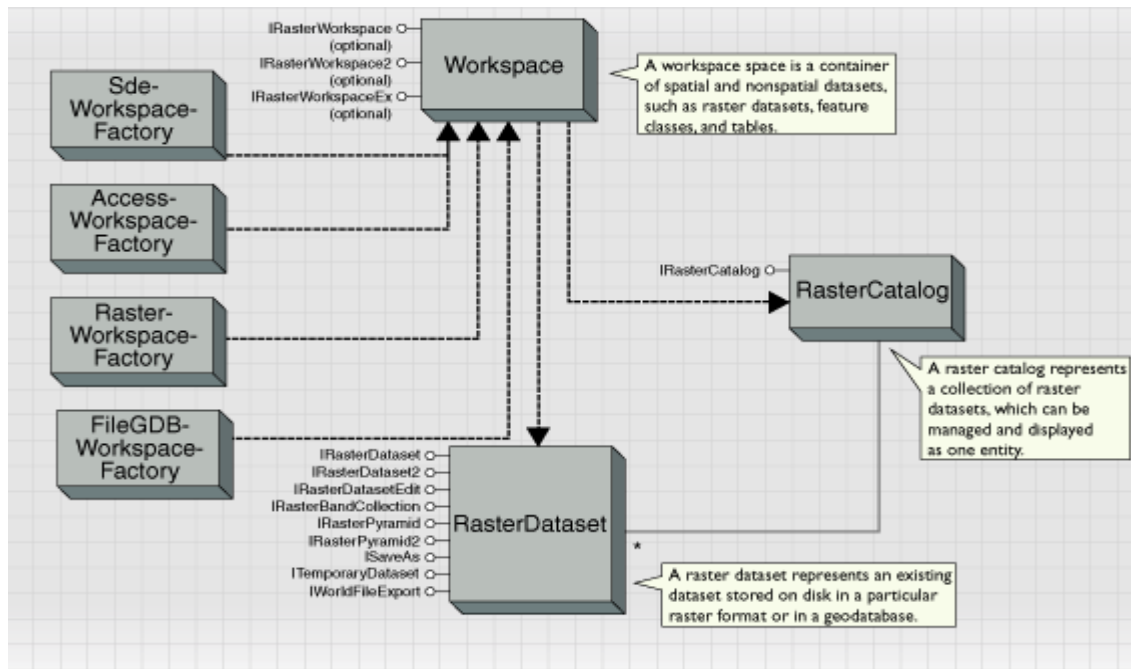 IRasterWorkspace
(optional)
IRasterWorkspace2
(optional)
IRasterWorkspaceEx
(optional)
Workspace
A workspace space is a container
of spatial and nonspatial datasets,
such as raster datasets, feature
classes, and tables.
Sde-
Workspace-
Factory
Access-
Workspace-
Factory
Raster-
Workspace-
Factory
FileGDB-
Workspace-
Factory
IRasterCatalog
RasterCatalog
A raster catalog represents
a collection of raster
datasets, which can be
managed and displayed
as one entity.
IRasterDataset
IRasterDataset2
IRasterDatasetEdit
IRasterBandCollection
IRasterPyramid
IRasterPyramid2
ISaveAs
ITemporaryDataset
IWorldFileExport
RasterDataset
*
A raster dataset represents an existing
dataset stored on disk in a particular
raster format or in a geodatabase.